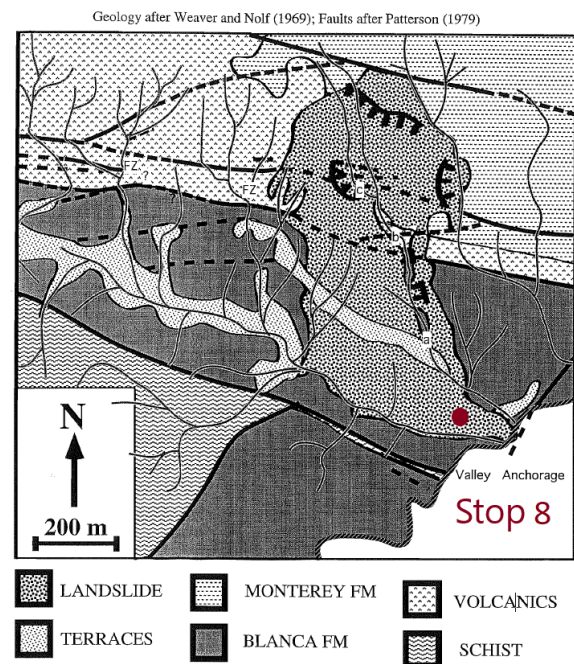 Geology after Weaver and Nolf (1969); Faults after Patterson (1979)
FZ
?
?
FZ
c
b
a
N
200 m
Valley Anchorage
Stop 8
LANDSLIDE
MONTEREY FM
VOLCANICS
TERRACES
BLANCA FM
SCHIST